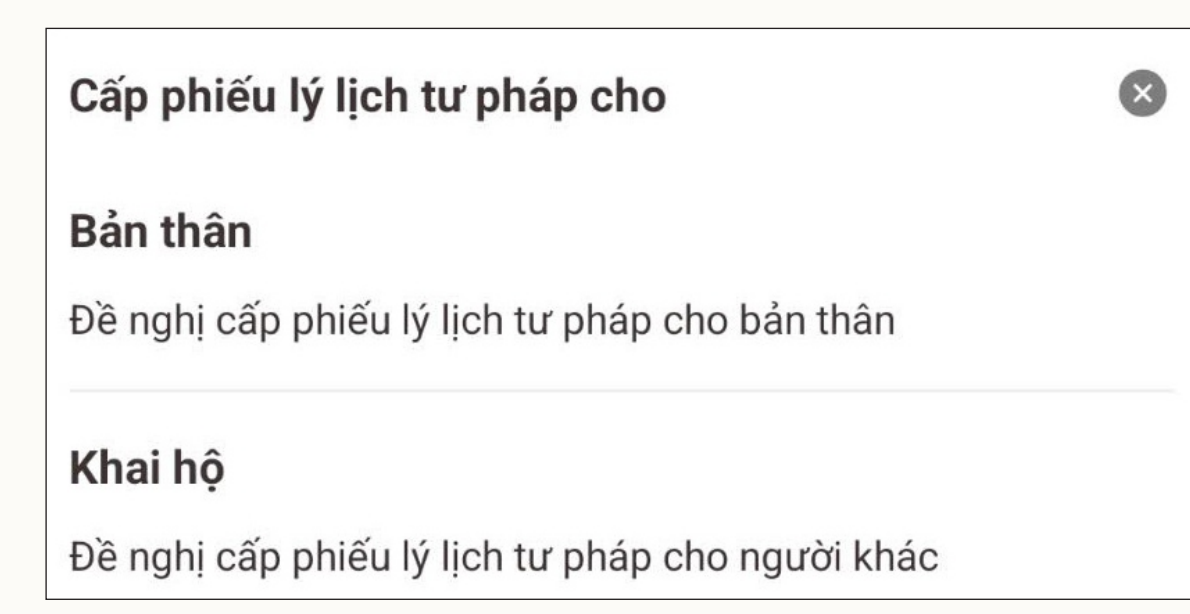 Cấp phiếu lý lịch tư pháp cho
Bản thân
Đề nghị cấp phiếu lý lịch tư pháp cho bản thân
Khai hộ
Đề nghị cấp phiếu lý lịch tư pháp cho người khác